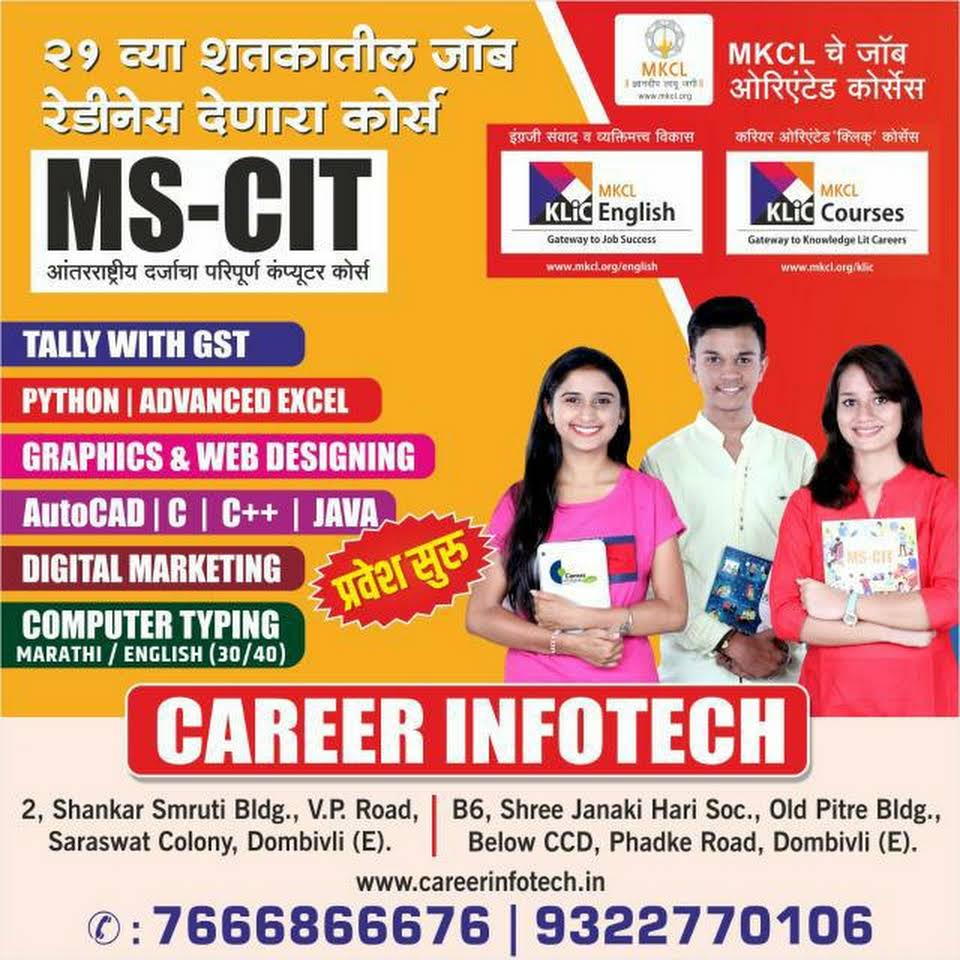 २१ व्या शतकातील जॉब
रेडीनेस देणारा कोर्स
MS-CIT
आंतरराष्ट्रीय दर्जाचा परिपूर्ण कंप्यूटर कोर्स
MKCL
॥ ज्ञानदीप लावू जगी ॥
www.mkcl.org
MKCL चे जॉब
ओरिएंटेड कोर्सेस
इंग्रजी संवाद व व्यक्तिमत्त्व विकास
MKCL
KLiC English
Gateway to Job Success
www.mkcl.org/english
करियर ओरिएंटेड 'क्लिक' कोर्सेस
MKCL
KLiC Courses
Gateway to Knowledge Lit Careers
www.mkcl.org/klic
TALLY WITH GST
PYTHON | ADVANCED EXCEL
GRAPHICS & WEB DESIGNING
AutoCAD | C | C++ | JAVA
DIGITAL MARKETING
COMPUTER TYPING
MARATHI / ENGLISH (30/40)
प्रवेश सुरु
Career
MS-CIT
CAREER INFOTECH
2, Shankar Smruti Bldg., V.P. Road,
Saraswat Colony, Dombivli (E).
B6, Shree Janaki Hari Soc., Old Pitre Bldg.,
Below CCD, Phadke Road, Dombivli (E).
www.careerinfotech.in
✆ : 7666866676 | 9322770106